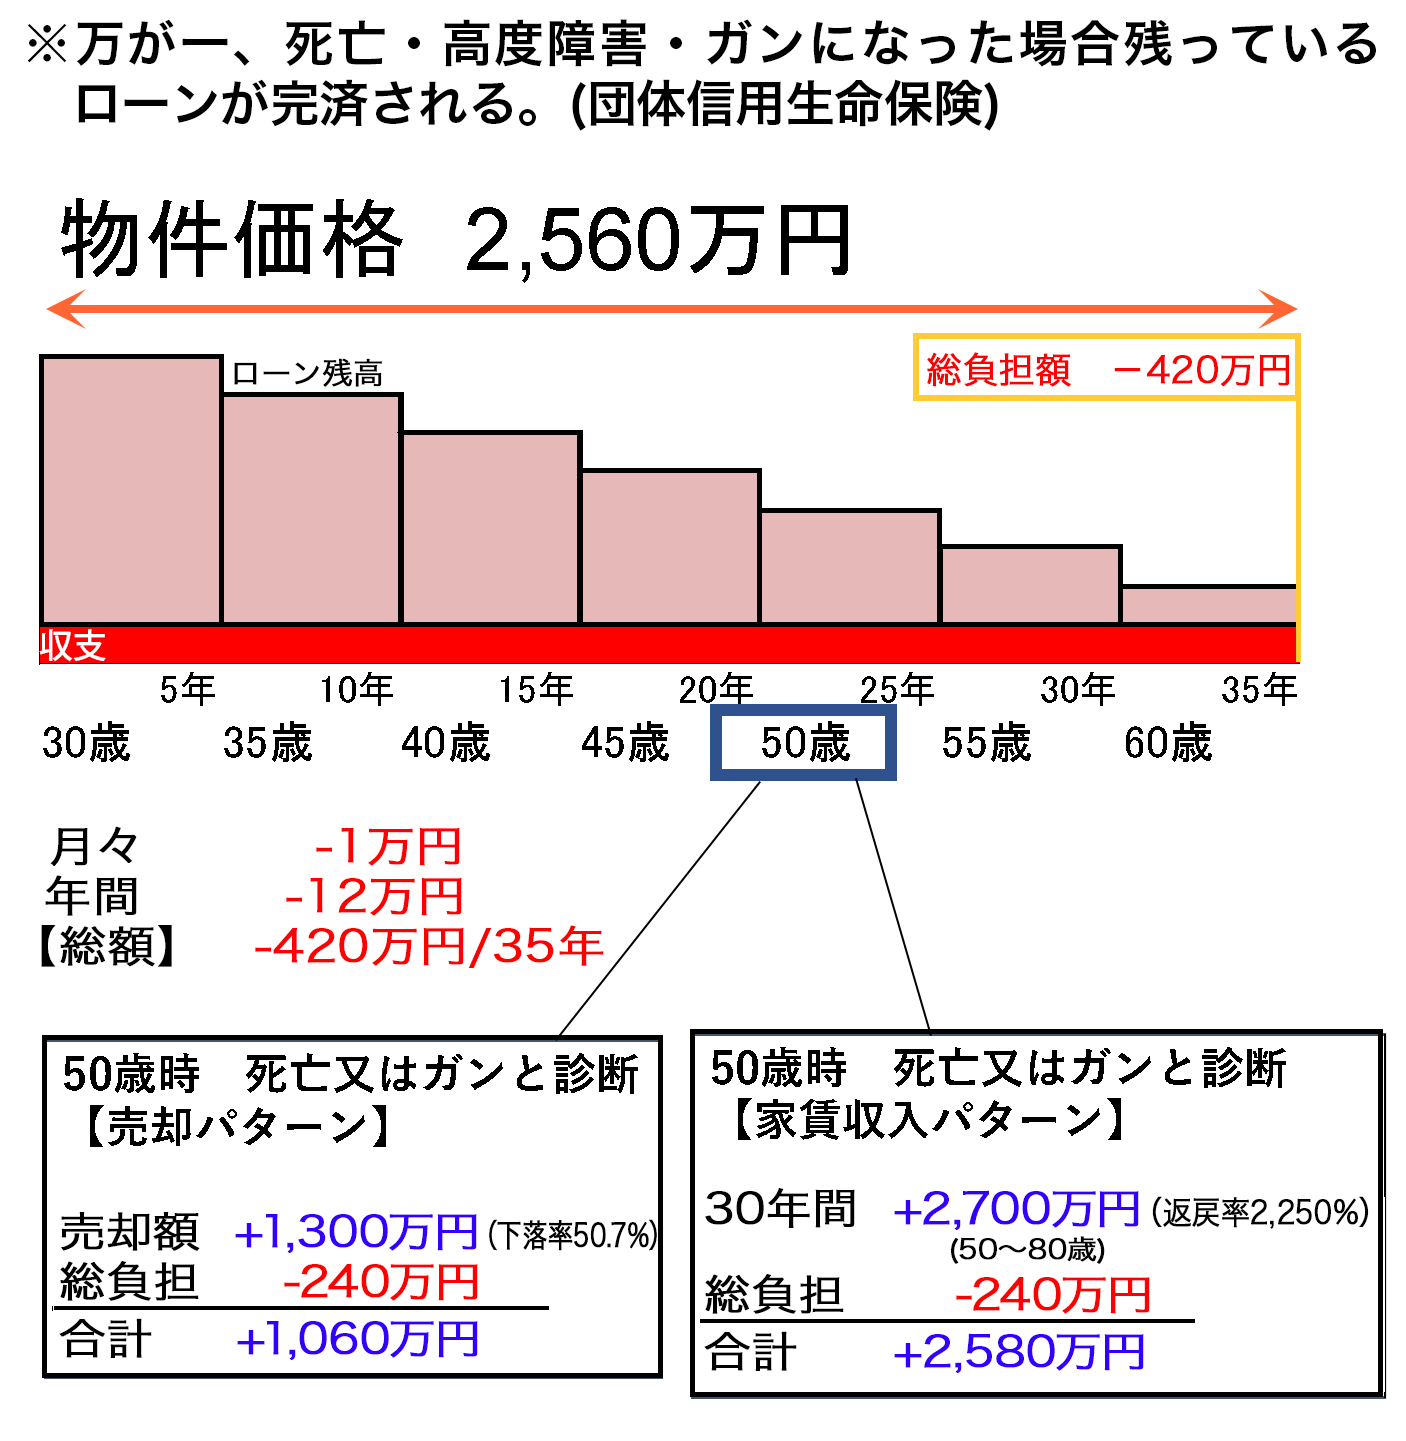 ※万が一、死亡・高度障害・ガンになった場合残っている
ローンが完済される。(団体信用生命保険)
物件価格　2,560万円
ローン残高
総負担額　－420万円
収支
5年 10年 15年 20年 25年 30年 35年
30歳 35歳 40歳 45歳 50歳 55歳 60歳
月々 -1万円
年間 -12万円
【総額】 -420万円/35年
50歳時　死亡又はガンと診断
【売却パターン】
売却額 +1,300万円 (下落率50.7%)
総負担 -240万円
合計 +1,060万円
50歳時　死亡又はガンと診断
【家賃収入パターン】
30年間 +2,700万円 (返戻率2,250%)
(50～80歳)
総負担 -240万円
合計 +2,580万円